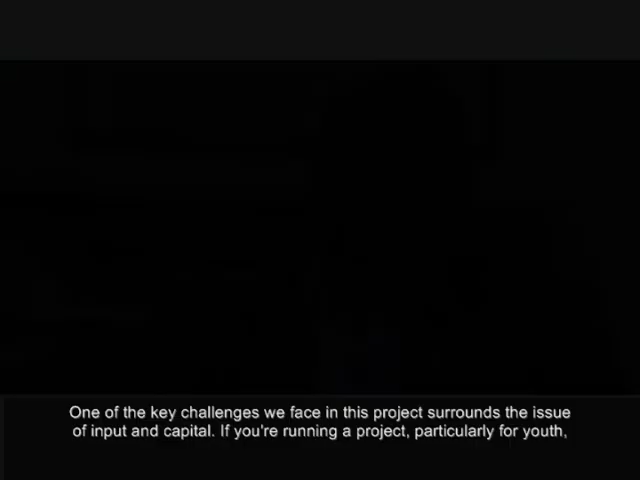 One of the key challenges we face in this project surrounds the issue
of input and capital. If you're running a project, particularly for youth,